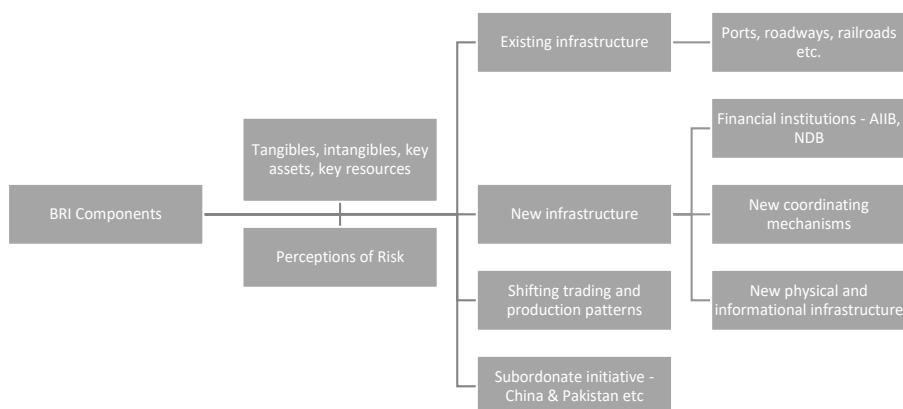 BRI Components
Tangibles, intangibles, key
assets, key resources
Perceptions of Risk
Existing infrastructure
Ports, roadways, railroads
etc.
New infrastructure
Financial institutions - AIIB,
NDB
New coordinating
mechanisms
New physical and
informational infrastructure
Shifting trading and
production patterns
Subordonate initiative -
China & Pakistan etc